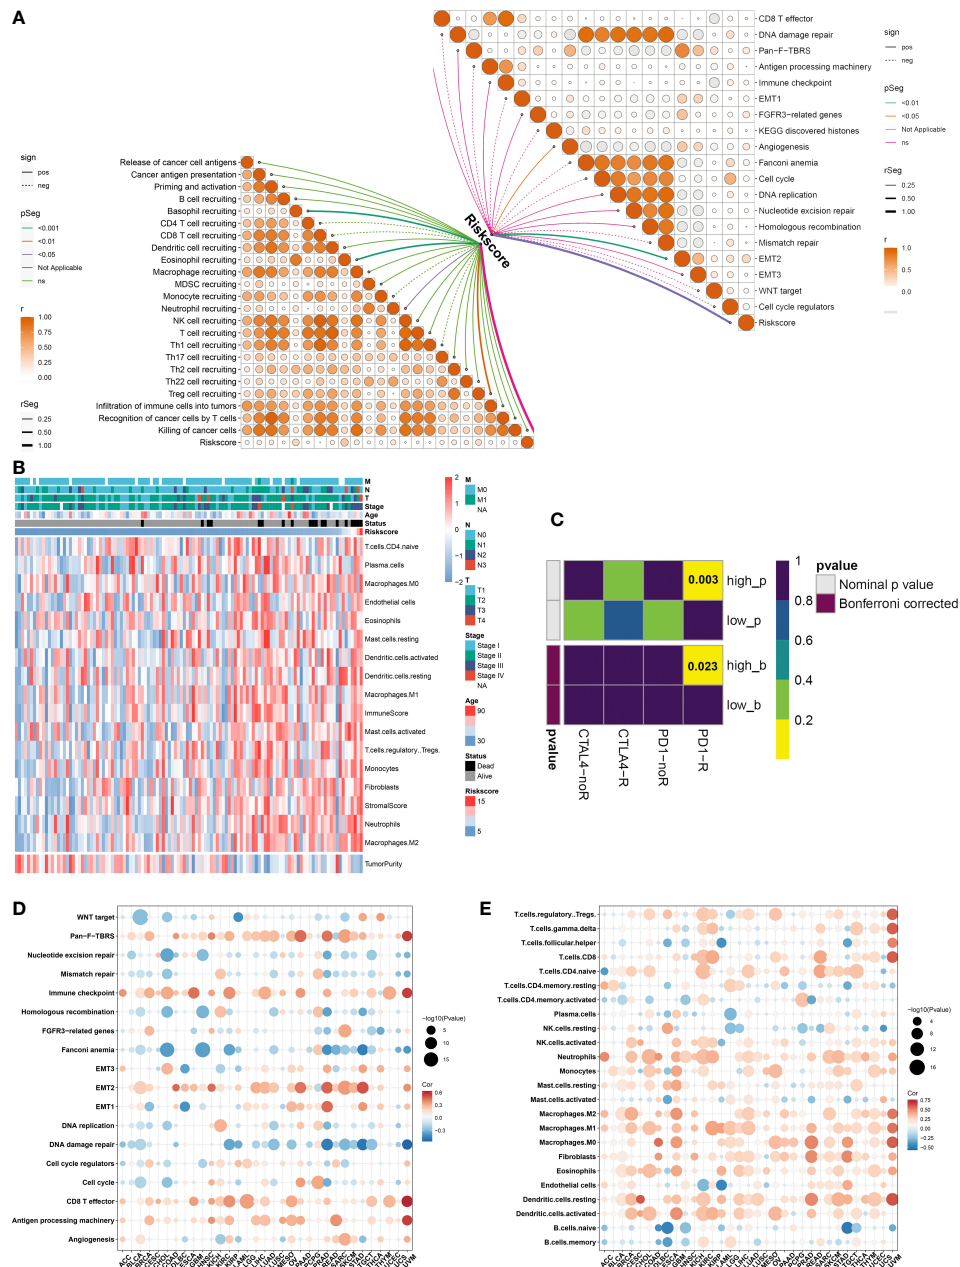 A
CD8 T effector
DNA damage repair
Pan−F−TBRS
Antigen processing machinery
Immune checkpoint
EMT1
FGFR3−related genes
KEGG discovered histones
Angiogenesis
Fanconi anemia
Cell cycle
DNA replication
Nucleotide excision repair
Homologous recombination
Mismatch repair
EMT2
EMT3
WNT target
Cell cycle regulators
Riskscore
sign
pos
neg
pSeg
<0.01
<0.05
Not Applicable
ns
rSeg
0.25
0.50
1.00
r
1.0
0.5
0.0
sign
pos
neg
pSeg
<0.001
<0.01
<0.05
Not Applicable
ns
r
1.00
0.75
0.50
0.25
0.00
rSeg
0.25
0.50
1.00
Release of cancer cell antigens
Cancer antigen presentation
Priming and activation
B cell recruiting
Basophil recruiting
CD4 T cell recruiting
CD8 T cell recruiting
Dendritic cell recruiting
Eosinophil recruiting
Macrophage recruiting
MDSC recruiting
Monocyte recruiting
Neutrophil recruiting
NK cell recruiting
T cell recruiting
Th1 cell recruiting
Th17 cell recruiting
Th2 cell recruiting
Th22 cell recruiting
Treg cell recruiting
Infiltration of immune cells into tumors
Recognition of cancer cells by T cells
Killing of cancer cells
Riskscore
Riskscore
B
M
N
T
Stage
Age
Status
Riskscore
T.cells.CD4.naive
Plasma.cells
Macrophages.M0
Endothelial cells
Eosinophils
Mast.cells.resting
Dendritic.cells.activated
Dendritic.cells.resting
Macrophages.M1
ImmuneScore
Mast.cells.activated
T.cells.regulatory..Tregs.
Monocytes
Fibroblasts
StromalScore
Neutrophils
Macrophages.M2
TumorPurity
2
1
0
−1
−2
M
M0
M1
NA
N
N0
N1
N2
N3
T
T1
T2
T3
T4
Stage
Stage I
Stage II
Stage III
Stage IV
NA
Age
90
30
Status
Dead
Alive
Riskscore
15
5
C
0.003
0.023
high_p
low_p
high_b
low_b
pvalue
CTAL4−noR
CTLA4−R
PD1−noR
PD1−R
1
0.8
0.6
0.4
0.2
pvalue
Nominal p value
Bonferroni corrected
D
WNT target
Pan−F−TBRS
Nucleotide excision repair
Mismatch repair
Immune checkpoint
Homologous recombination
FGFR3−related genes
Fanconi anemia
EMT3
EMT2
EMT1
DNA replication
DNA damage repair
Cell cycle regulators
Cell cycle
CD8 T effector
Antigen processing machinery
Angiogenesis
−log10(Pvalue)
5
10
15
Cor
0.6
0.3
0.0
−0.3
ACC
BLCA
BRCA
CESC
CHOL
COAD
E
T.cells.regulatory..Tregs.
T.cells.gamma.delta
T.cells.follicular.helper
T.cells.CD8
T.cells.CD4.naive
T.cells.CD4.memory.resting
T.cells.CD4.memory.activated
Plasma.cells
NK.cells.resting
NK.cells.activated
Neutrophils
Monocytes
Mast.cells.resting
Mast.cells.activated
Macrophages.M2
Macrophages.M1
Macrophages.M0
Fibroblasts
Eosinophils
Endothelial cells
Dendritic.cells.resting
Dendritic.cells.activated
B.cells.naive
B.cells.memory
−log10(Pvalue)
4
8
12
16
Cor
0.75
0.50
0.25
0.00
−0.25
−0.50
ACC
BLCA
BRCA
CESC
CHOL
COAD